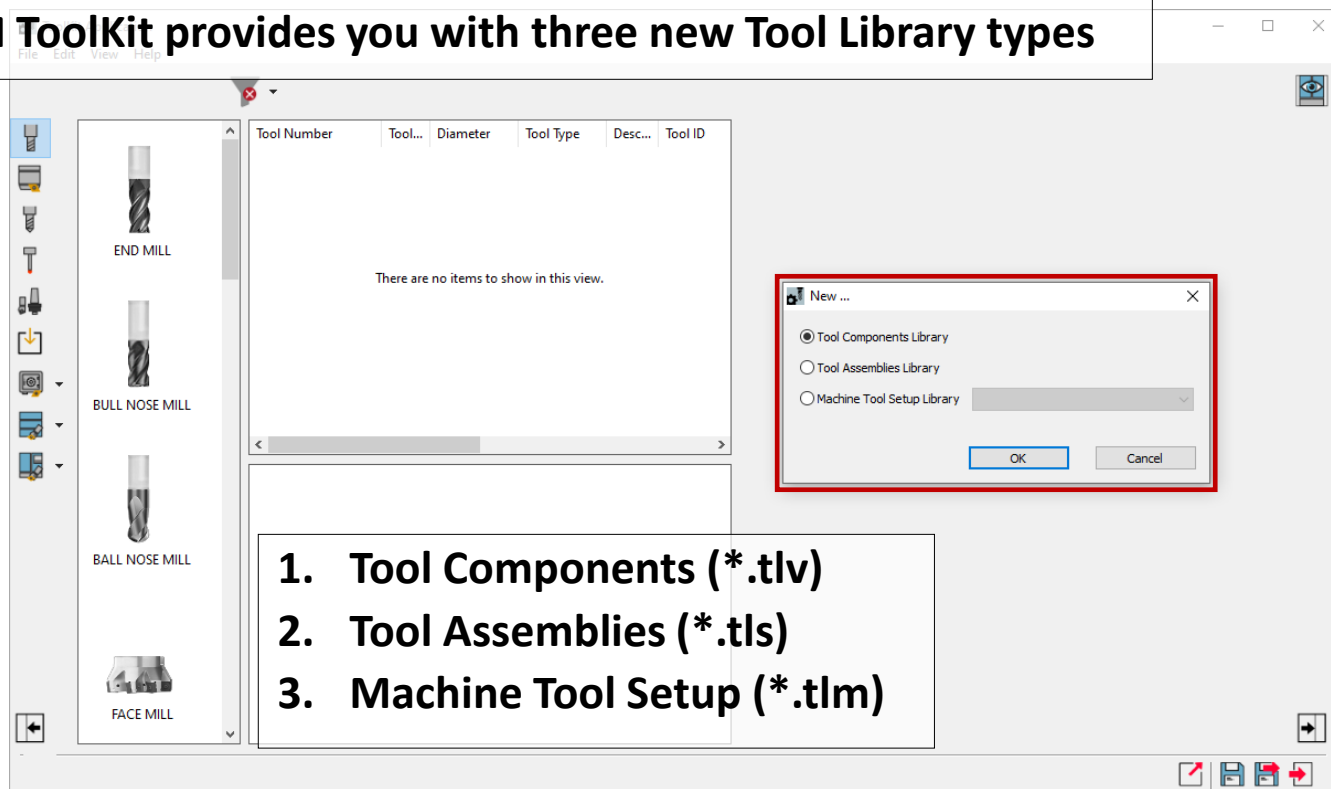 ToolKit provides you with three new Tool Library types
File Edit View Help
Tool Number Tool... Diameter Tool Type Desc... Tool ID
END MILL
There are no items to show in this view.
New ...
Tool Components Library
Tool Assemblies Library
Machine Tool Setup Library
BULL NOSE MILL
OK Cancel
BALL NOSE MILL
1. Tool Components (*.tlv)
2. Tool Assemblies (*.tls)
3. Machine Tool Setup (*.tlm)
FACE MILL